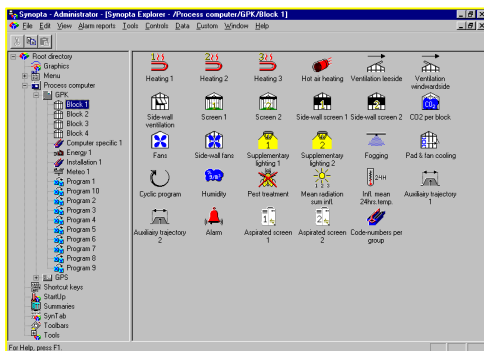 Synopta - Administrator - [Synopta Explorer - /Process computer/GPK/Block 1]
File Edit View Alarm reports Tools Controls Data Custom Window Help
Root directory
Graphics
Menu
Process computer
GPK
Block 1
Block 2
Block 3
Block 4
Computer specific 1
Energy 1
Installation 1
Meteo 1
Program 1
Program 10
Program 2
Program 3
Program 4
Program 5
Program 6
Program 7
Program 8
Program 9
GPS
Shortcut keys
StartUp
Summaries
SynTab
Toolbars
Tools
Heating 1
Heating 2
Heating 3
Hot air heating
Ventilation leeside
Ventilation windwardside
Side-wall ventilation
Screen 1
Screen 2
Side-wall screen 1
Side-wall screen 2
CO2 per block
Fans
Side-wall fans
Supplementary lighting 1
Supplementary lighting 2
Fogging
Pad & fan cooling
Cyclic program
Humidity
Pest treatment
Mean radiation sum infl.
Infl. mean 24hrs.temp.
Auxiliairy trajectory 1
Auxiliairy trajectory 2
Alarm
Aspirated screen 1
Aspirated screen 2
Code-numbers per group
For Help, press F1.